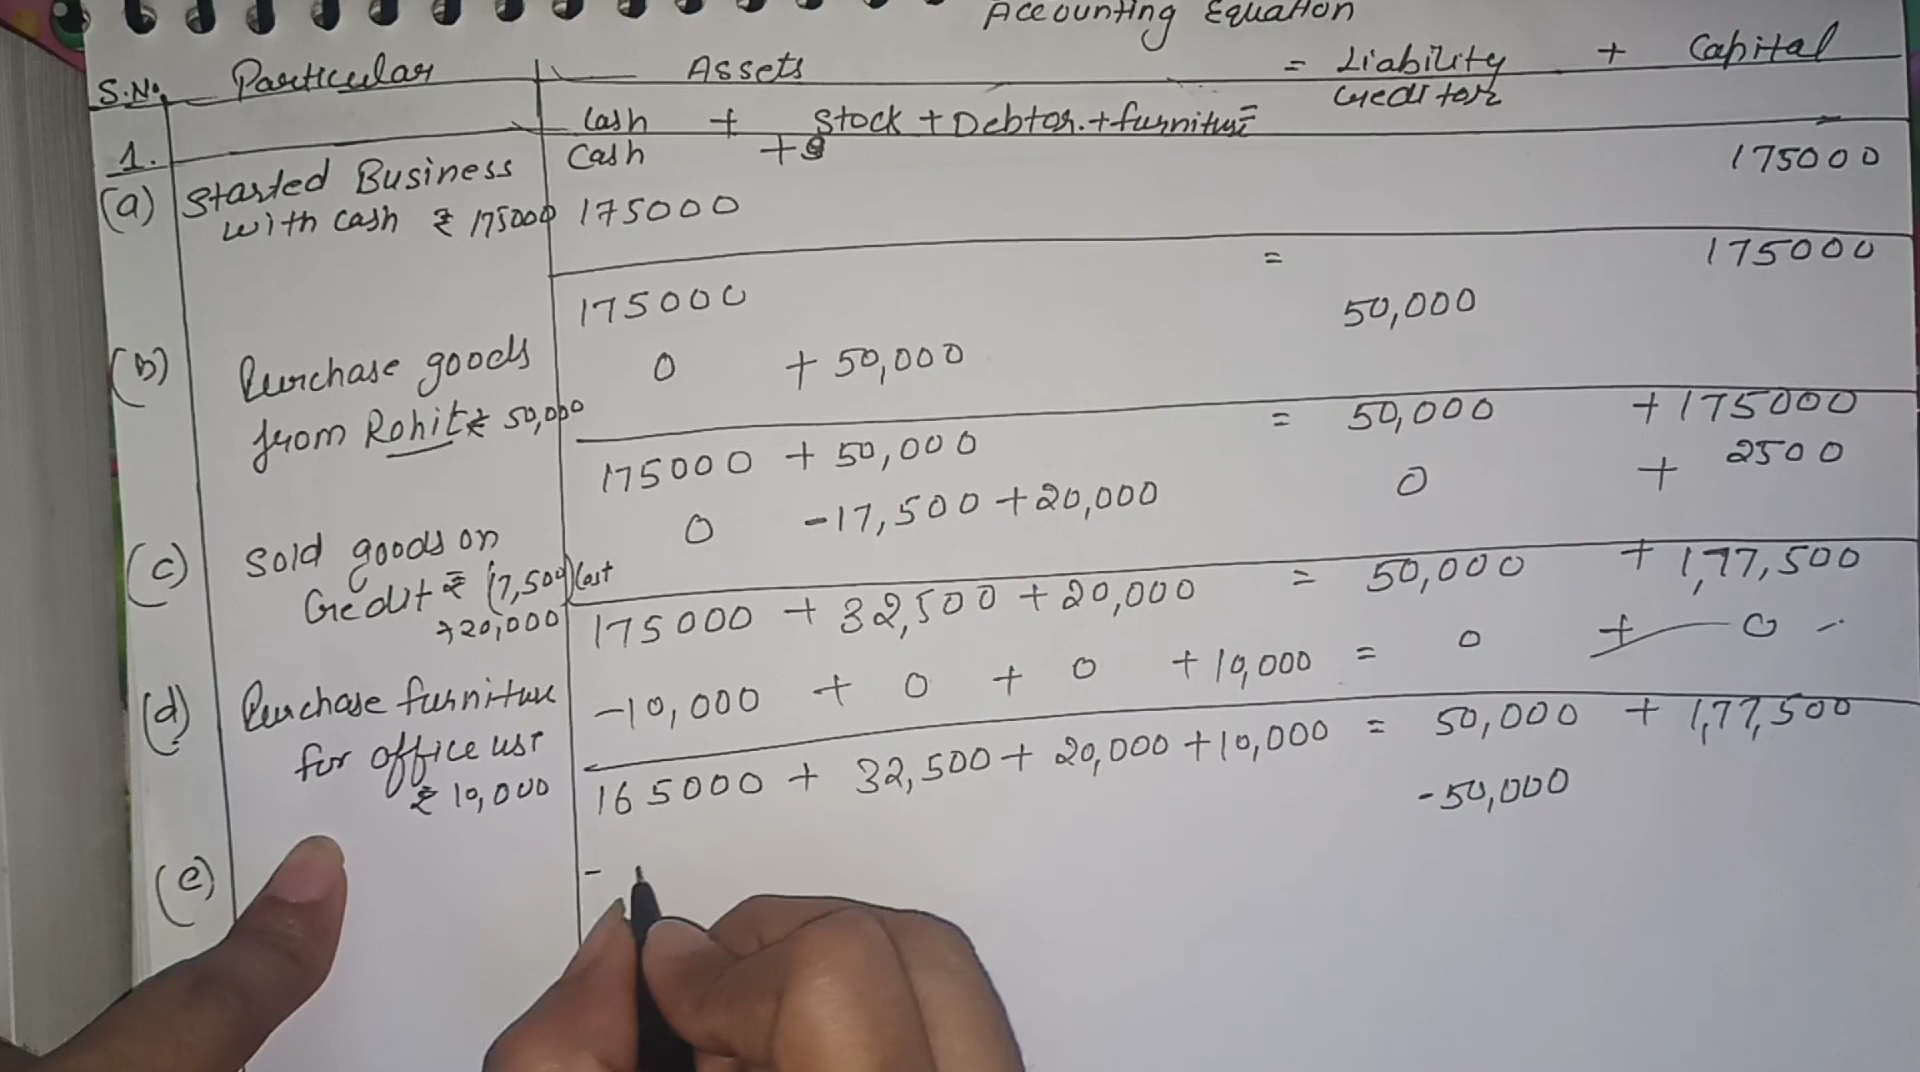 Accounting Equation
S.No. Particular Assets = Liability + Capital
Cash + Stock + Debtor. + furniture Creditor
1. Cash +
(a) Started Business 175000
with cash ₹ 175000 175000
175000 = 175000
(b) Purchase goods 0 + 50,000 50,000
from Rohit ₹ 50,000
175000 + 50,000 = 50,000 + 175000
0 - 17,500 + 20,000 0 + 2500
(c) Sold goods on
Credit ₹ (17,500) Cost
20,000
175000 + 32,500 + 20,000 = 50,000 + 1,77,500
(d) Purchase furniture -10,000 + 0 + 0 + 10,000 = 0 + 0
for office use
₹ 10,000
165000 + 32,500 + 20,000 + 10,000 = 50,000 + 1,77,500
(e) - -50,000